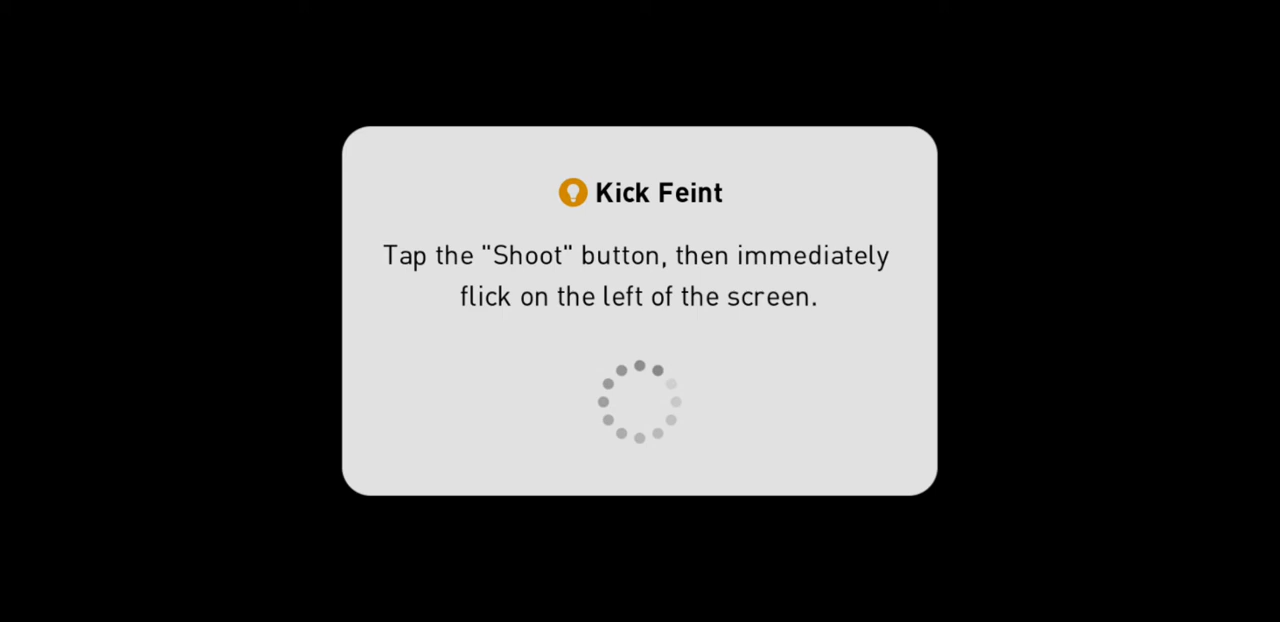 Kick Feint
Tap the "Shoot" button, then immediately
flick on the left of the screen.